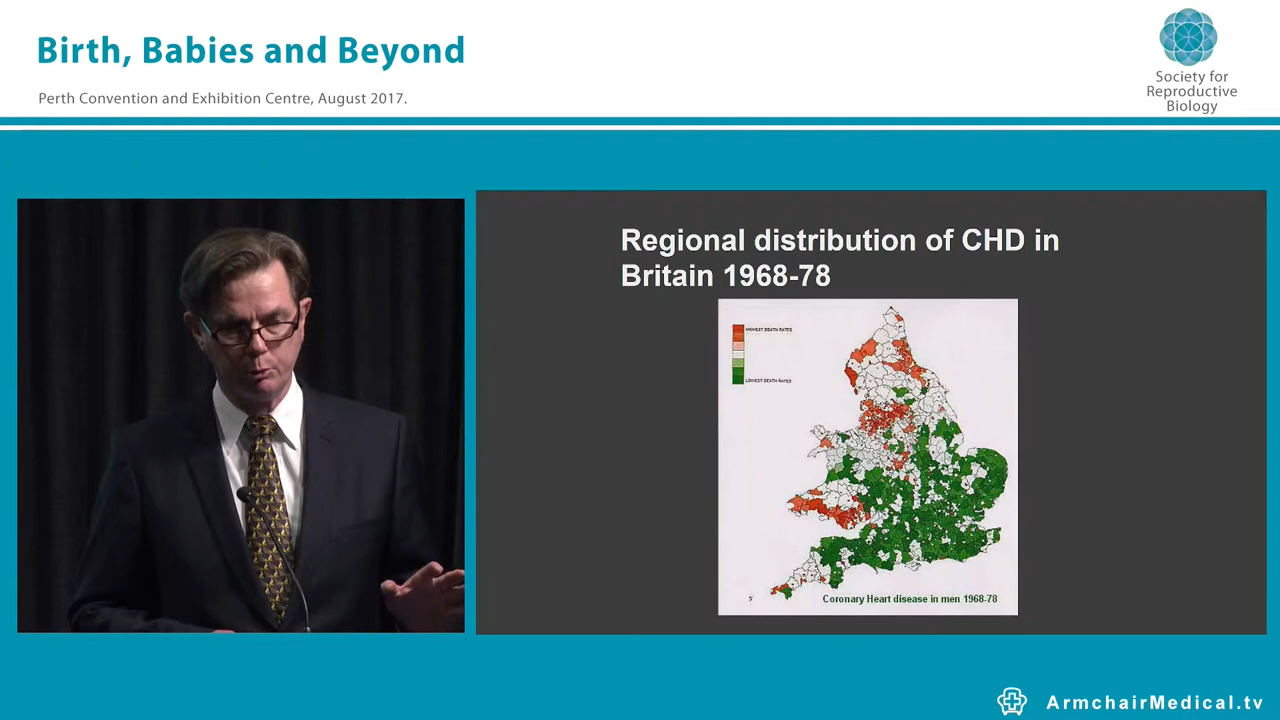 Birth, Babies and Beyond
Perth Convention and Exhibition Centre, August 2017.
Society for
Reproductive
Biology
Regional distribution of CHD in
Britain 1968-78
HIGHEST DEATH RATES
LOWEST DEATH RATES
Coronary Heart disease in men 1968-78
ArmchairMedical.tv